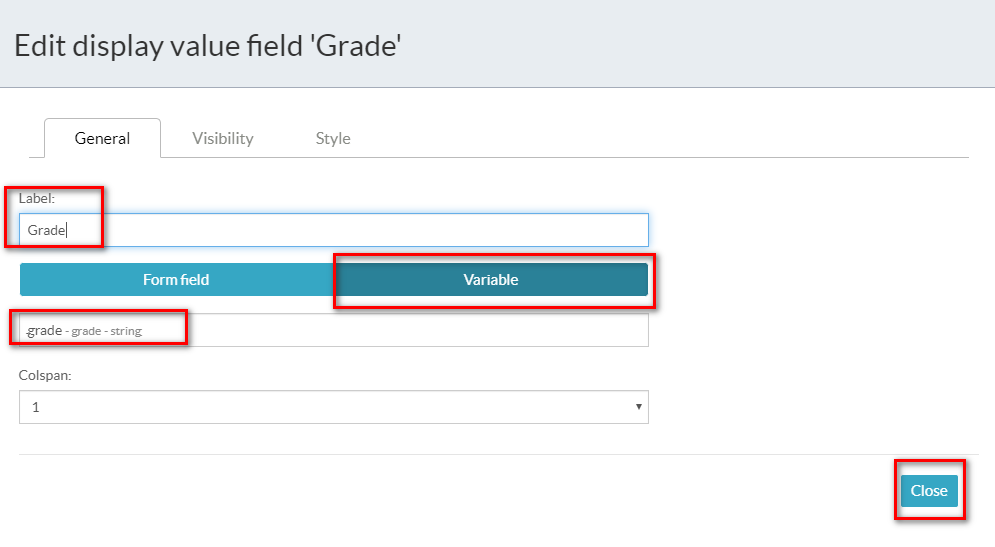 Edit display value field 'Grade'
General Visibility Style
Label:
Grade
Form field Variable
.grade - grade - string
Colspan:
1
Close